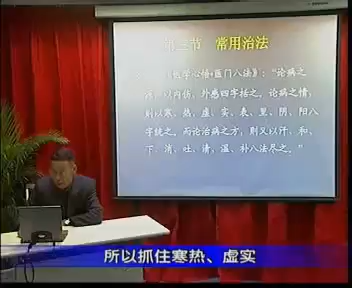 第三节 常用治法
《医学心悟·医门八法》："论病之
源,以内伤、外感四字括之。论病之情,
则以寒、热、虚、实、表、里、阴、阳八
字统之。而论治病之方,则又以汗、和、
下、消、吐、清、温、补八法尽之。"
所以抓住寒热、虚实